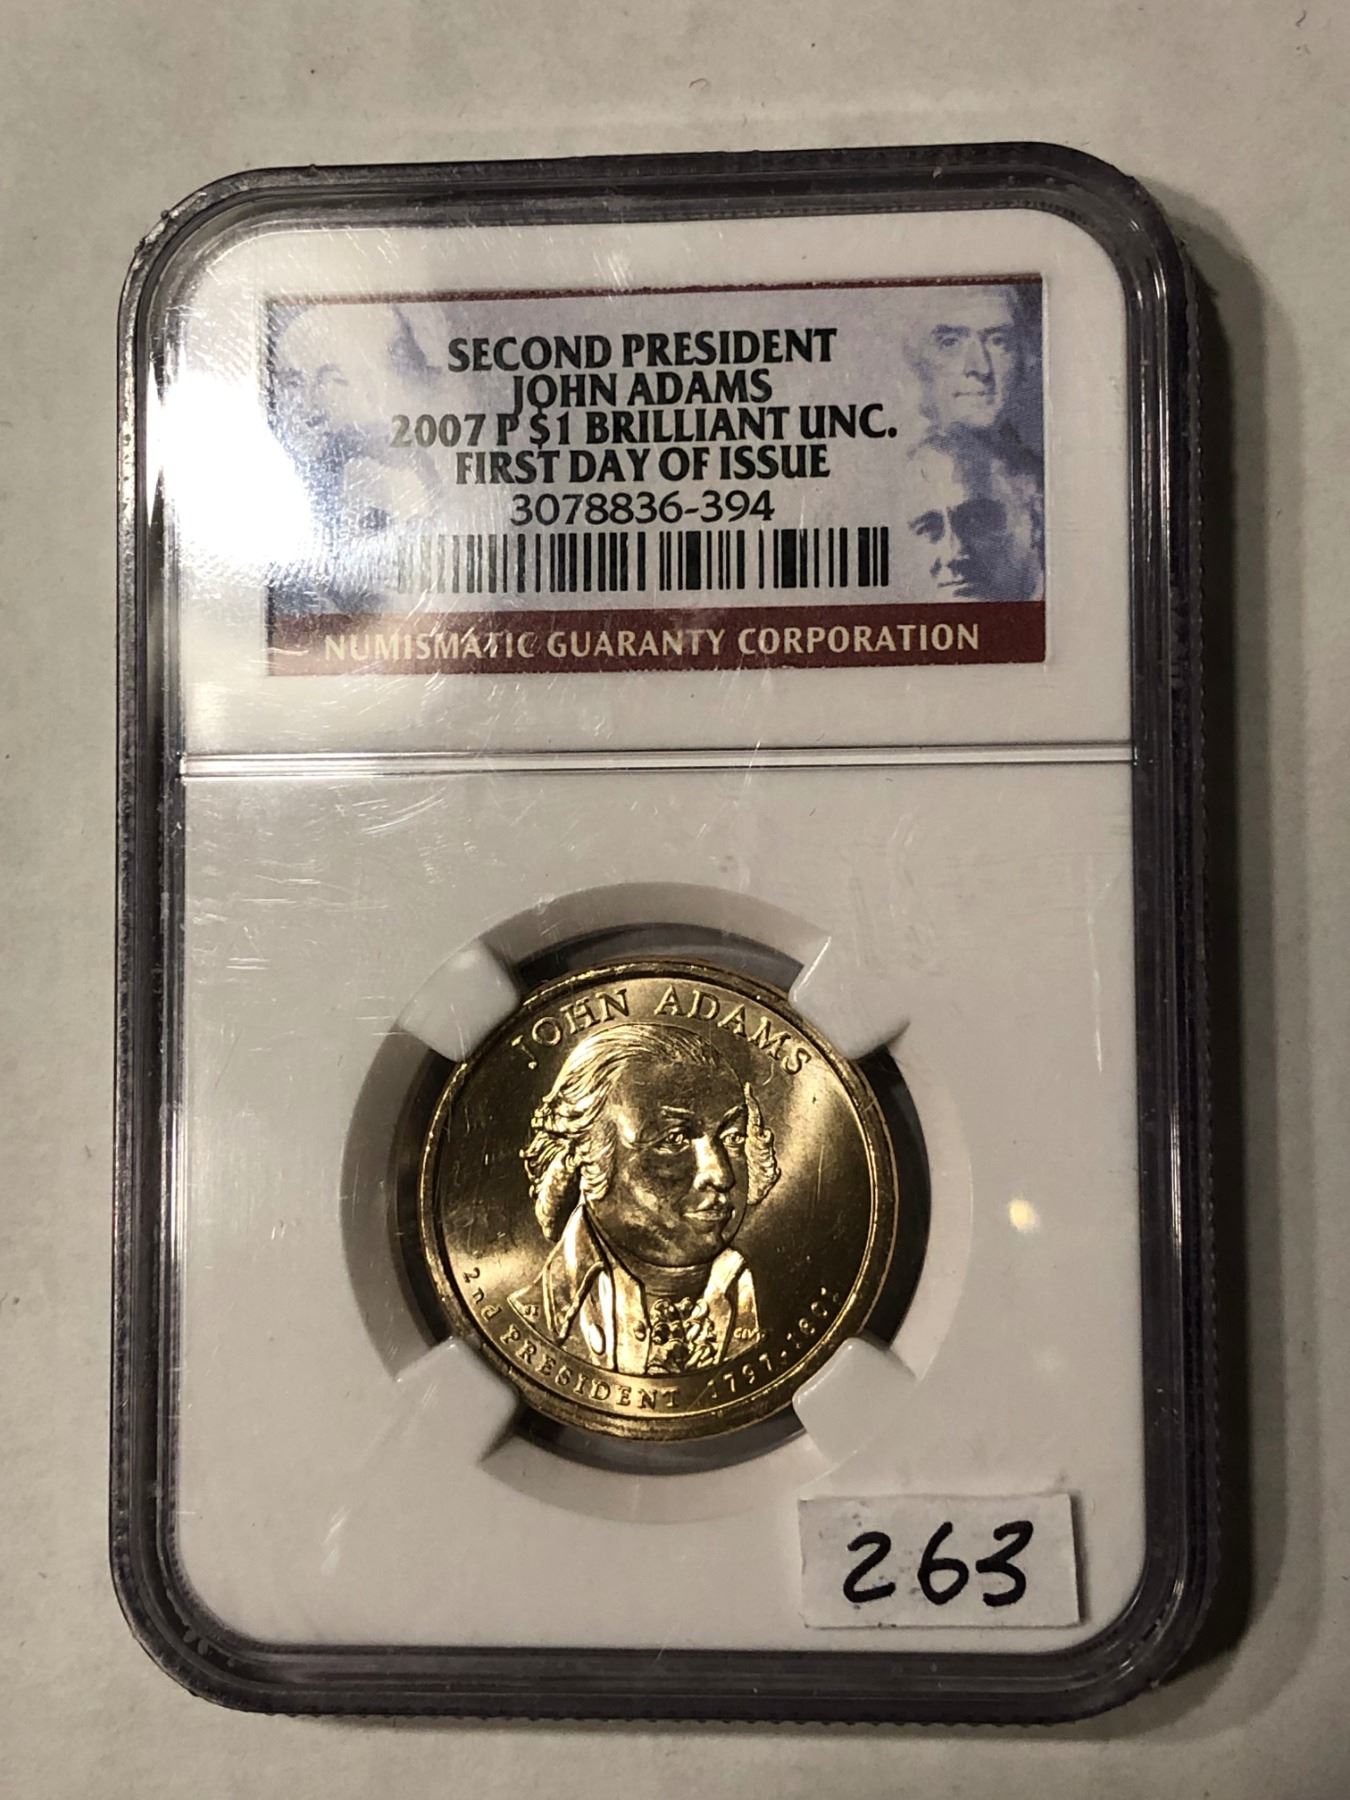 SECOND PRESIDENT
JOHN ADAMS
2007 P $1 BRILLIANT UNC.
FIRST DAY OF ISSUE
3078836-394
NUMISMATIC GUARANTY CORPORATION
JOHN ADAMS
2nd PRESIDENT 1797-1801
263